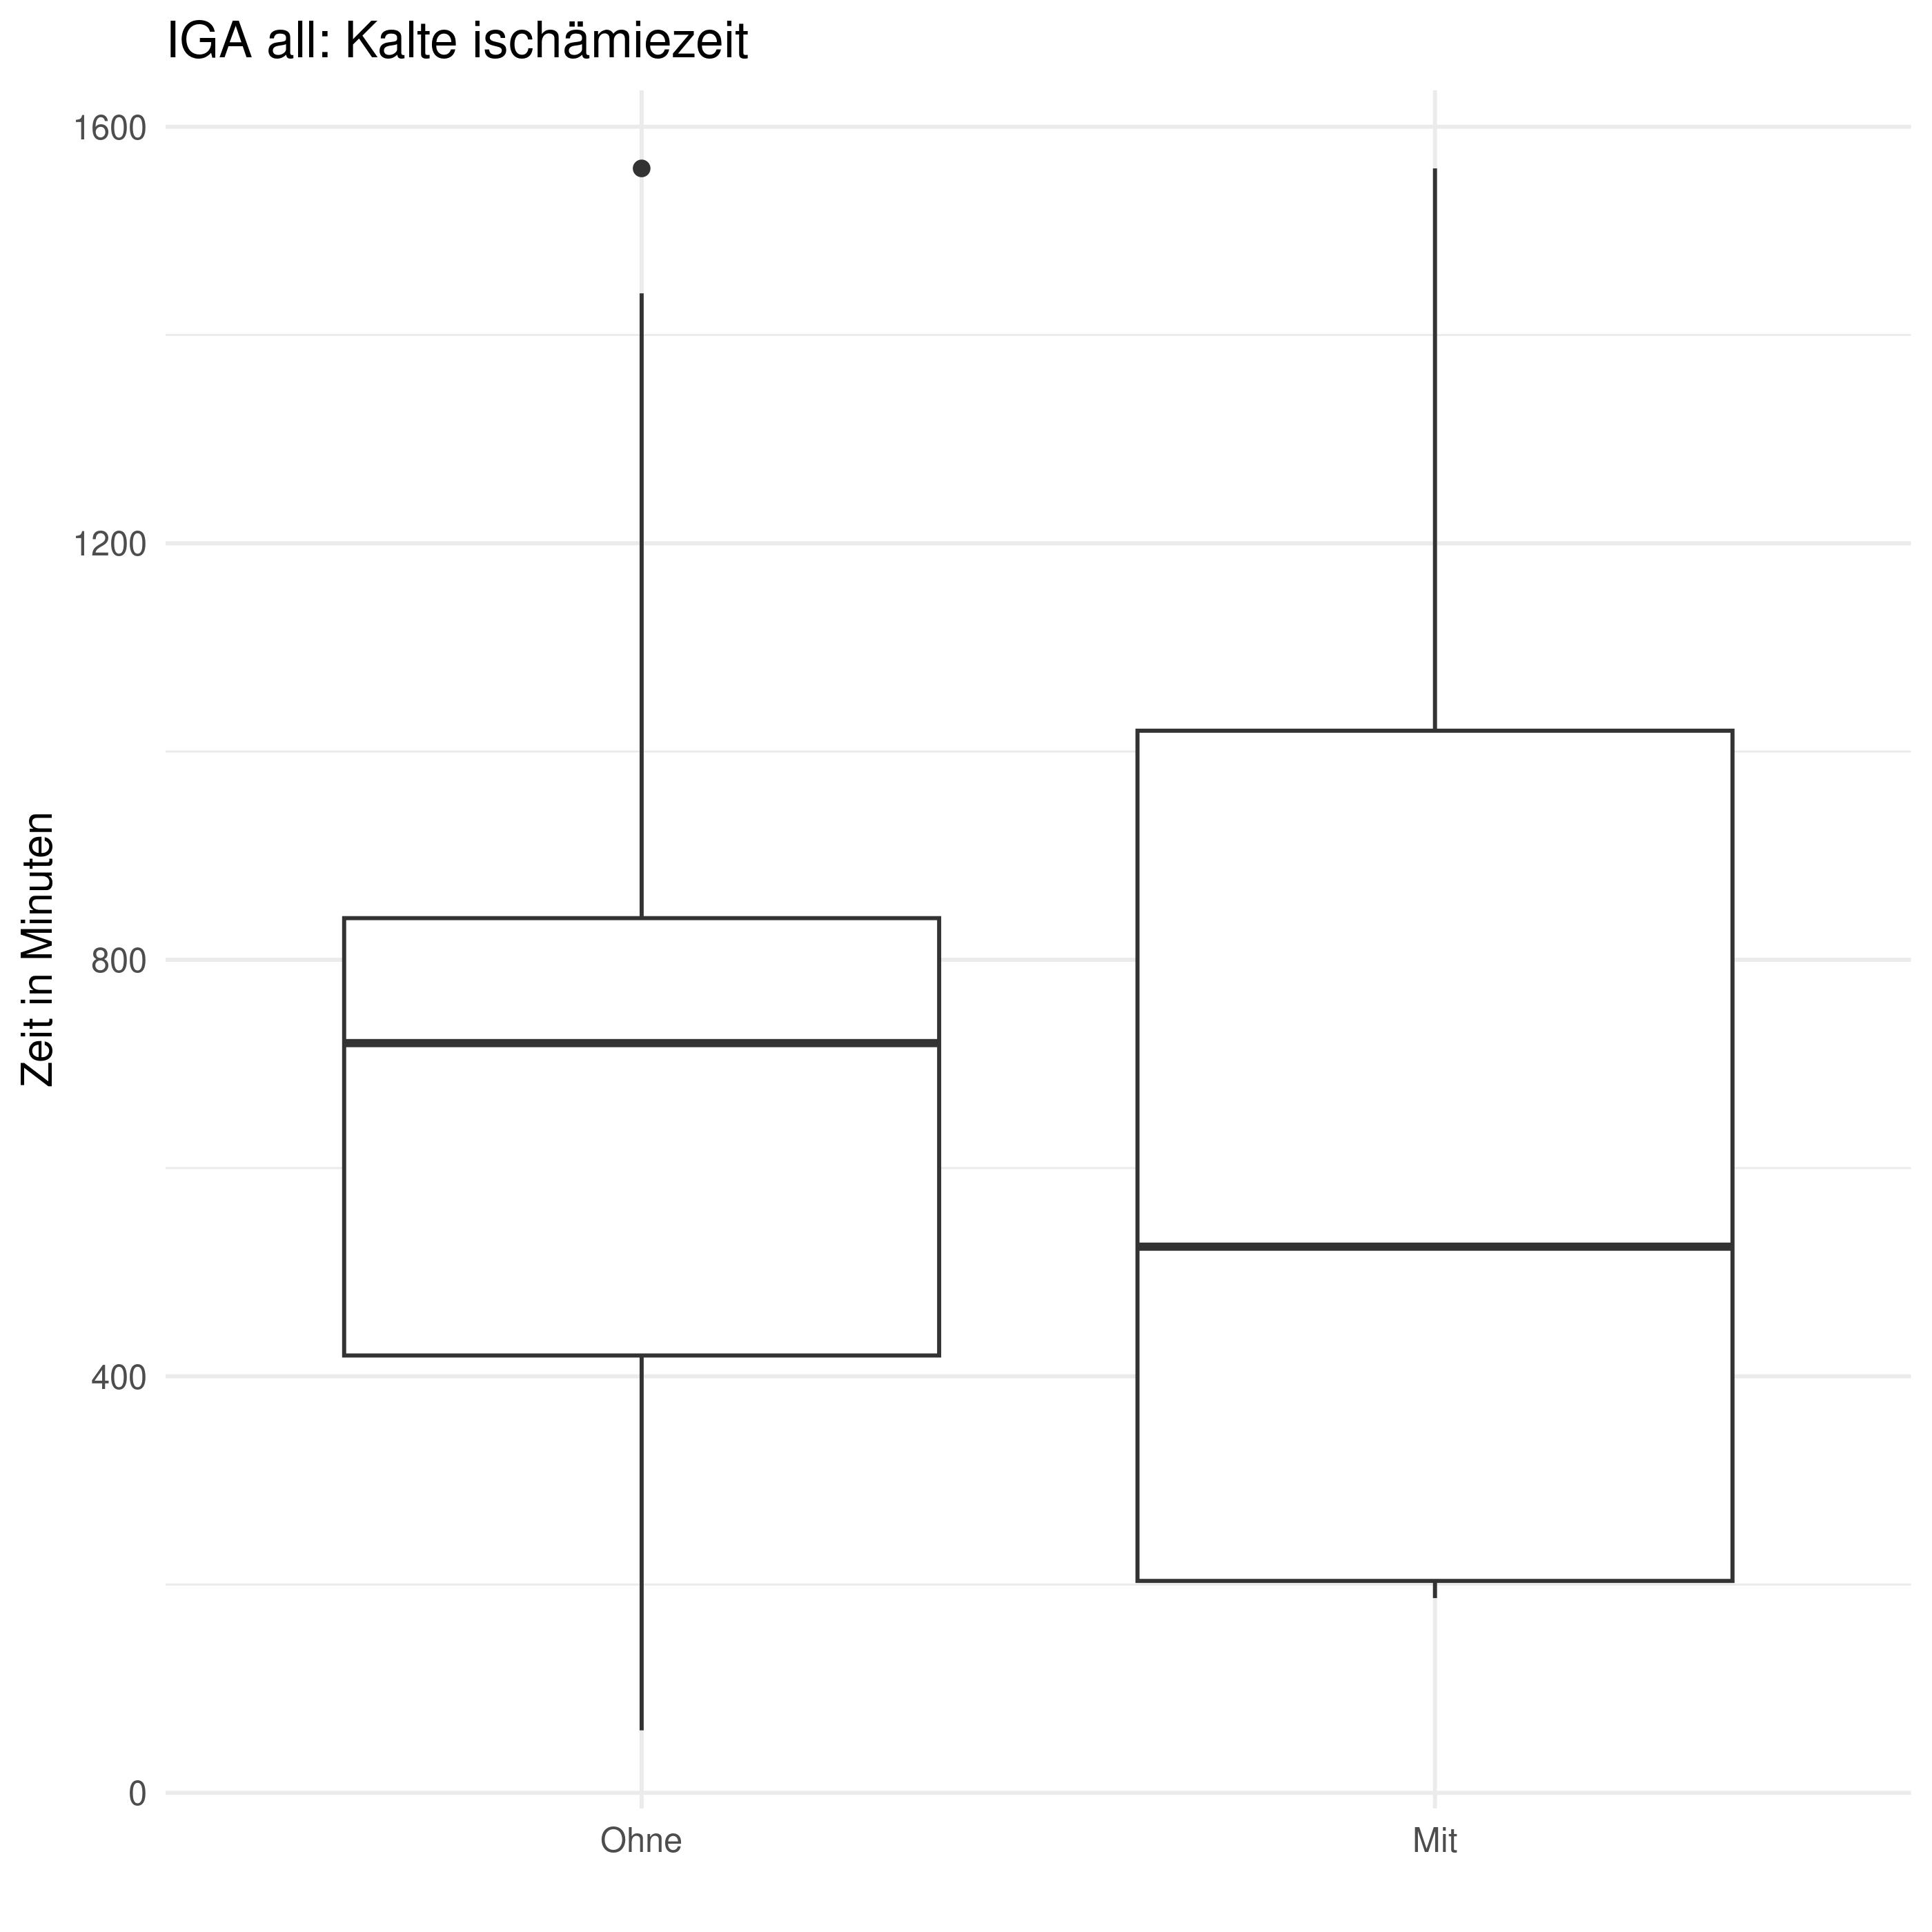 IGA all: Kalte ischämiezeit
Zeit in Minuten
1600
1200
800
400
0
Ohne
Mit